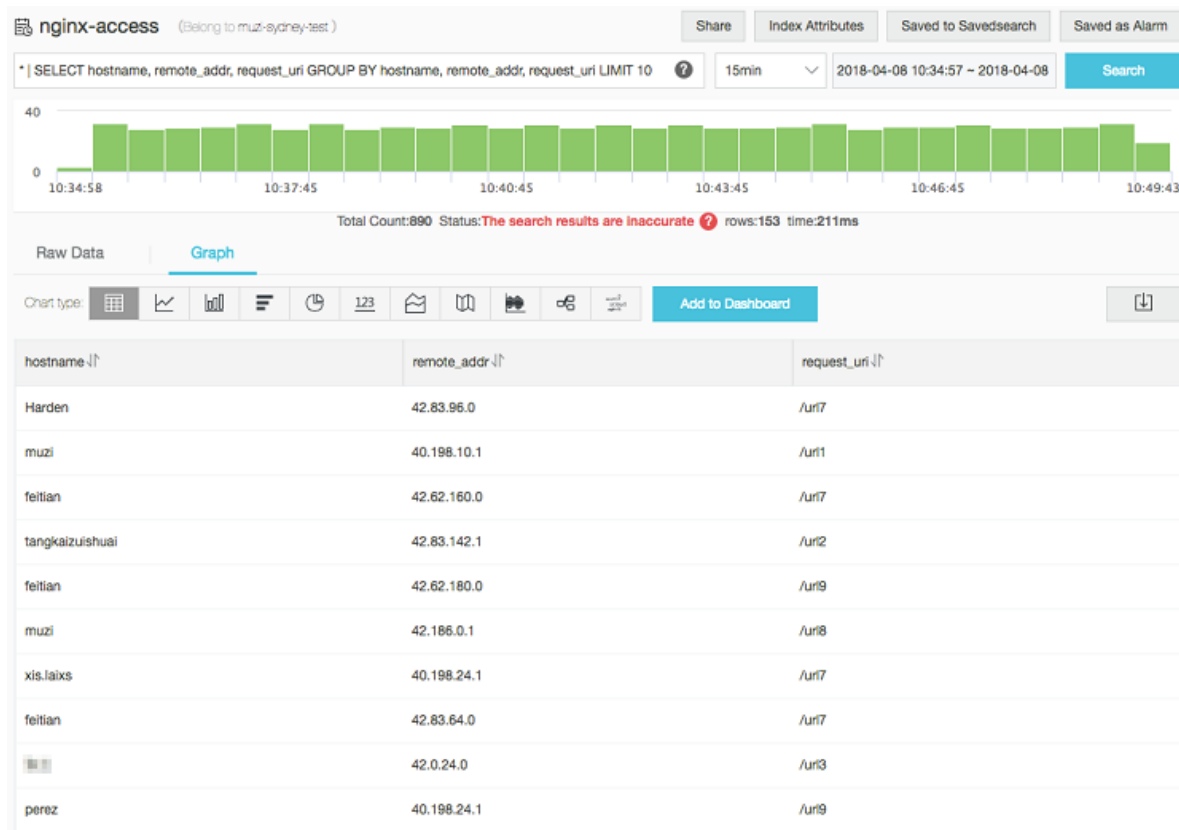 nginx-access (Belong to muzi-sydney-test ) Share Index Attributes Saved to Savedsearch Saved as Alarm
* | SELECT hostname, remote_addr, request_uri GROUP BY hostname, remote_addr, request_uri LIMIT 10 ? 15min 2018-04-08 10:34:57 ~ 2018-04-08 Search
40
0
10:34:58 10:37:45 10:40:45 10:43:45 10:46:45 10:49:43
Total Count:890 Status:The search results are inaccurate ? rows:153 time:211ms
Raw Data Graph
Chart type: 123 Add to Dashboard
hostname remote_addr request_uri
Harden 42.83.96.0 /url7
muzi 40.198.10.1 /url1
feitian 42.62.160.0 /url7
tangkaizuishuai 42.83.142.1 /url2
feitian 42.62.180.0 /url9
muzi 42.186.0.1 /url8
xis.laixs 40.198.24.1 /url7
feitian 42.83.64.0 /url7
42.0.24.0 /url3
perez 40.198.24.1 /url9